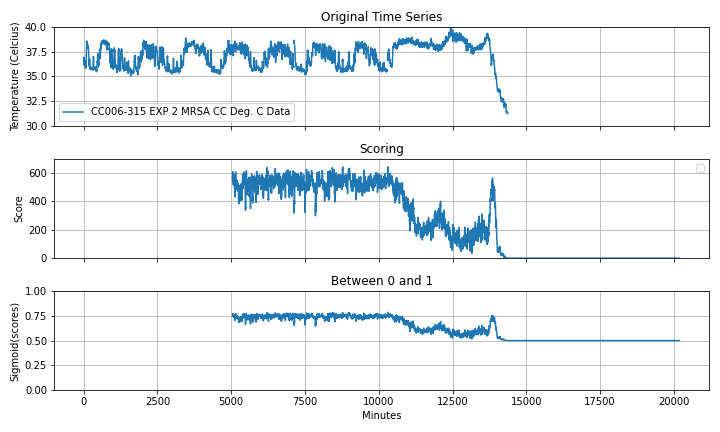 Original Time Series
Temperature (Celcius)
40.0
37.5
35.0
32.5
30.0
CC006-315 EXP 2 MRSA CC Deg. C Data
Scoring
Score
600
400
200
0
Between 0 and 1
Sigmoid(scores)
1.00
0.75
0.50
0.25
0.00
0 2500 5000 7500 10000 12500 15000 17500 20000
Minutes